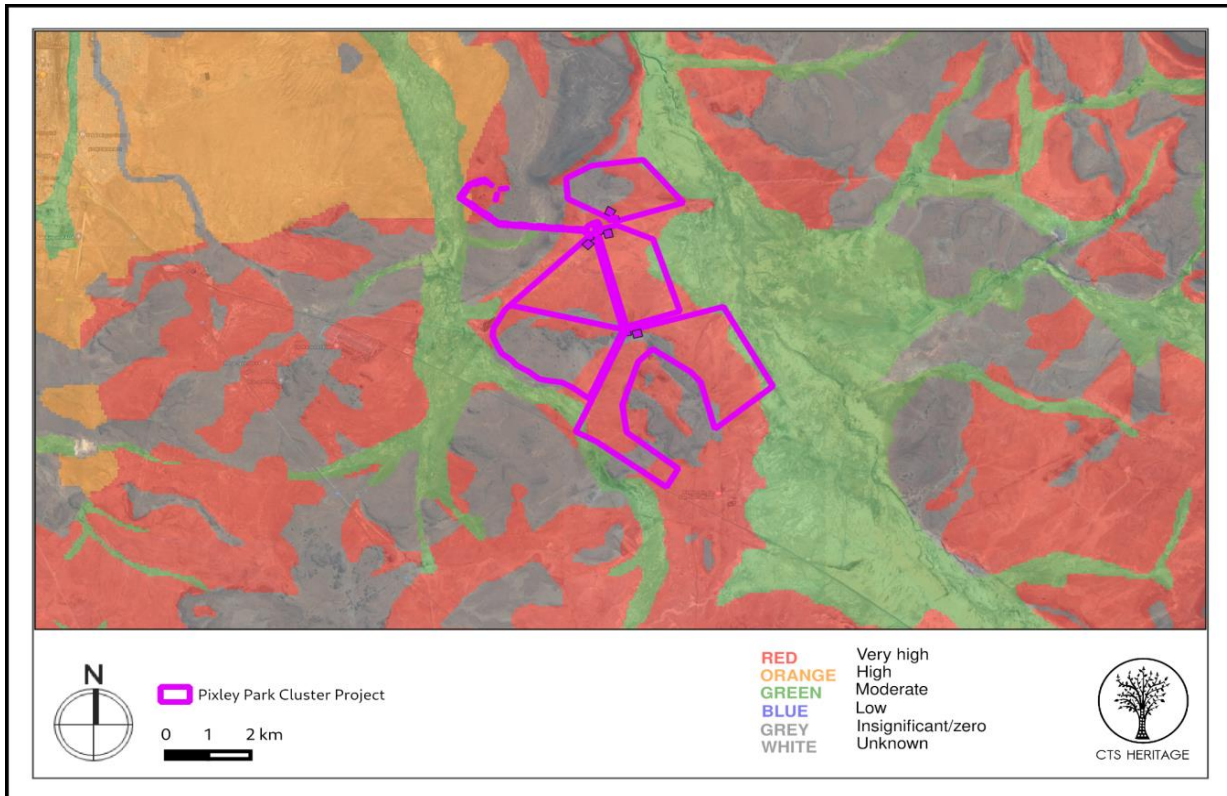 N
Pixley Park Cluster Project
0 1 2 km
RED Very high
ORANGE High
GREEN Moderate
BLUE Low
GREY Insignificant/zero
WHITE Unknown
CTS HERITAGE